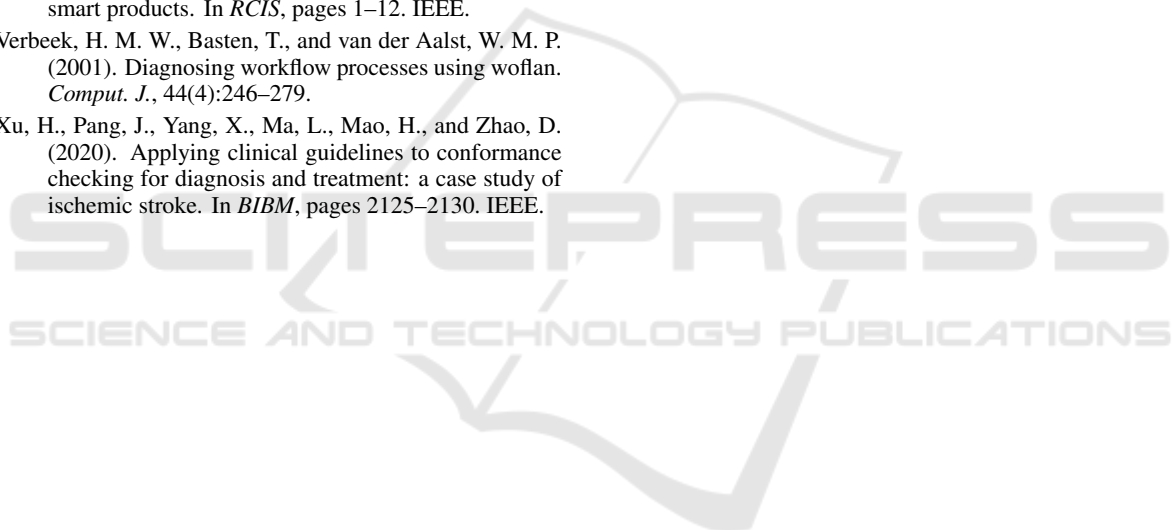 smart products. In RCIS, pages 1–12. IEEE.
Verbeek, H. M. W., Basten, T., and van der Aalst, W. M. P.
(2001). Diagnosing workflow processes using woflan.
Comput. J., 44(4):246–279.
Xu, H., Pang, J., Yang, X., Ma, L., Mao, H., and Zhao, D.
(2020). Applying clinical guidelines to conformance
checking for diagnosis and treatment: a case study of
ischemic stroke. In BIBM, pages 2125–2130. IEEE.
SCITEPRESS
SCIENCE AND TECHNOLOGY PUBLICATIONS